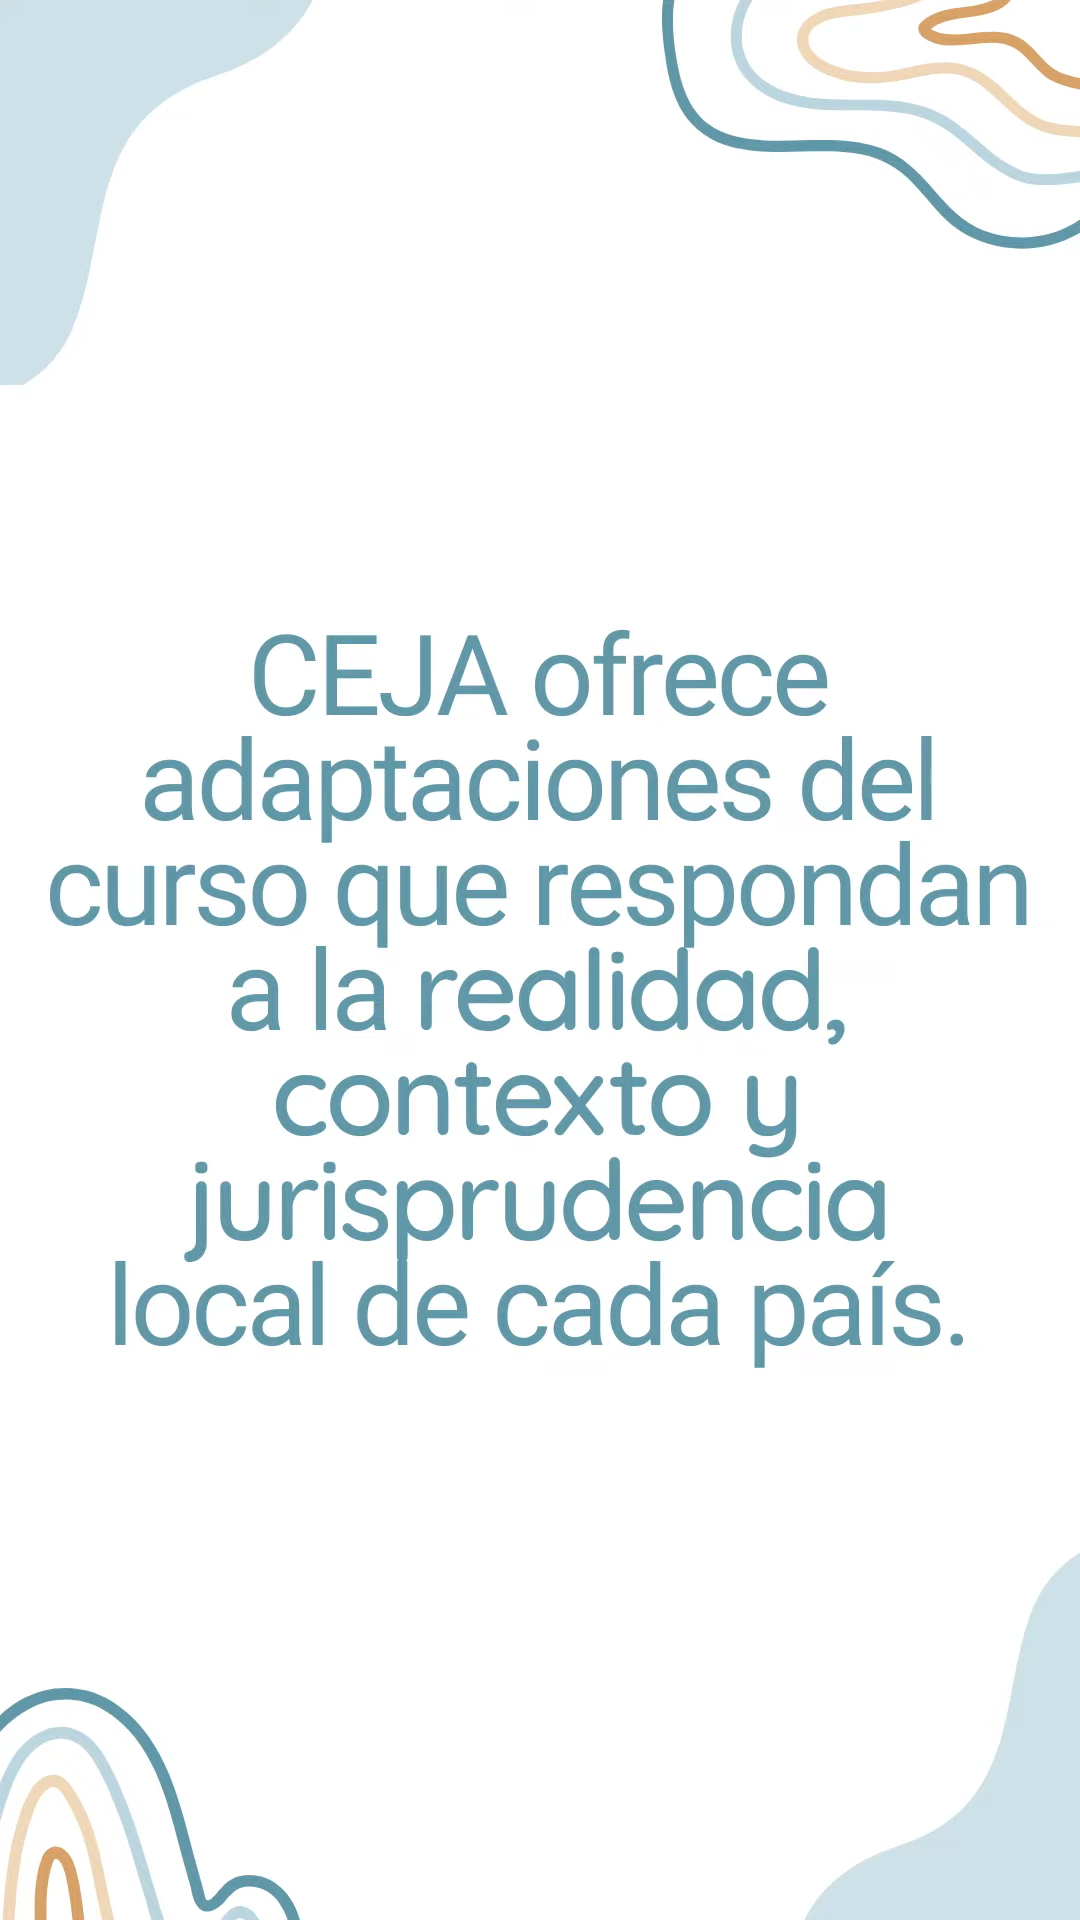 CEJA ofrece
adaptaciones del
curso que respondan
a la realidad,
contexto y
jurisprudencia
local de cada país.